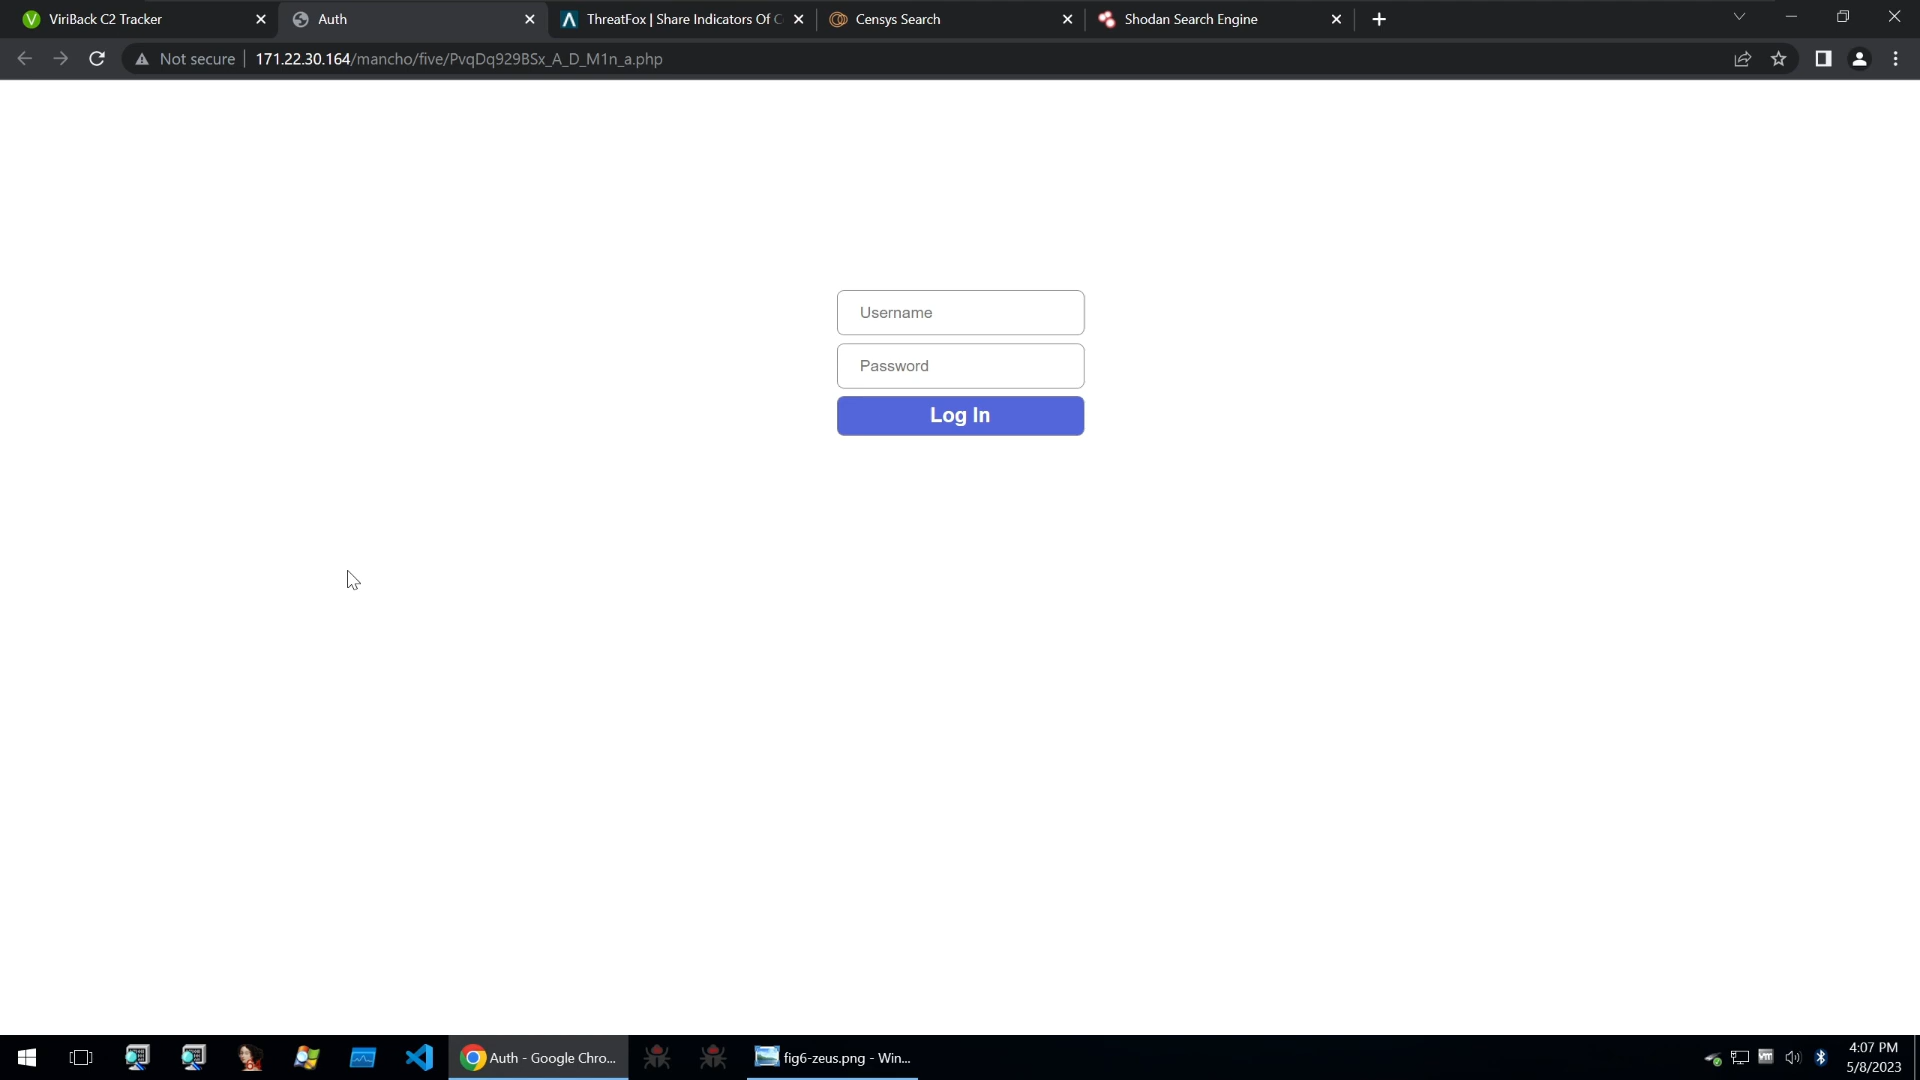 ViriBack C2 Tracker
Auth
ThreatFox | Share Indicators Of C
Censys Search
Shodan Search Engine
Not secure
171.22.30.164/mancho/five/PvqDq929BSx_A_D_M1n_a.php
Username
Password
Log In
Auth - Google Chro...
fig6-zeus.png - Win...
4:07 PM
5/8/2023